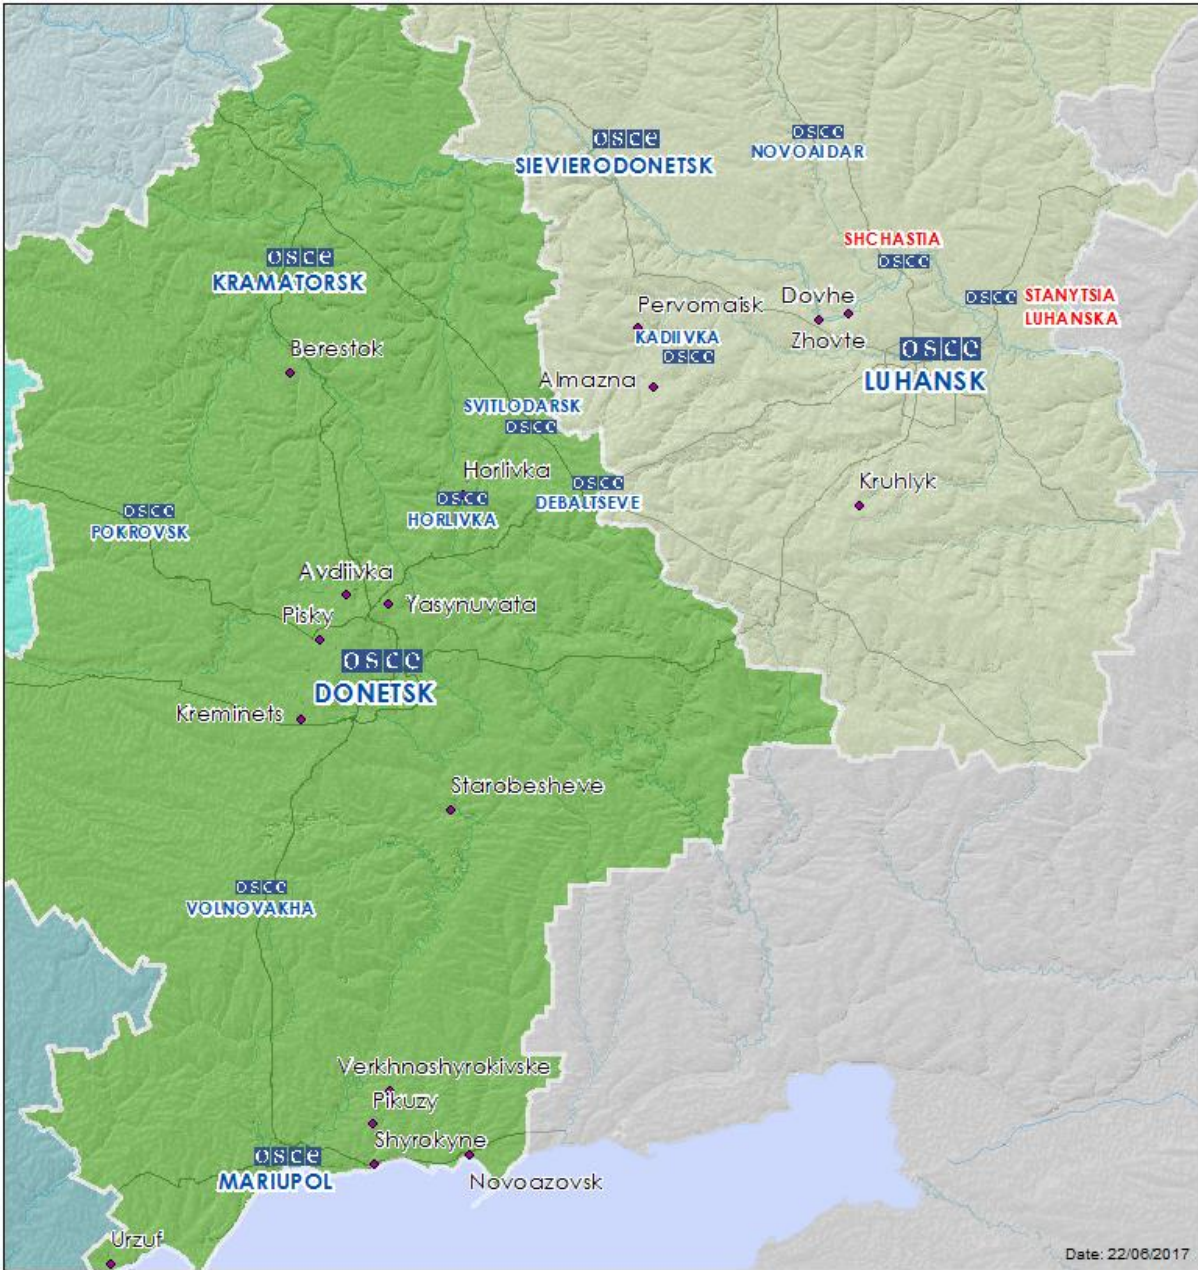 osce
SIEVIERODONETSK
osce
NOVOAIDAR
SHCHASTIA
osce
osce
KRAMATORSK
osce
STANYTSIA
LUHANSKA
Pervomaisk
Dovhe
Zhovte
KADIIVKA
osce
osce
LUHANSK
Berestok
Almazna
SVITLODARSK
osce
Horlivka
osce
HORLIVKA
osce
DEBALTSEVE
Kruhlyk
osce
POKROVSK
Avdiivka
Yasynuvata
Pisky
osce
DONETSK
Kreminets
Starobesheve
osce
VOLNOVAKHA
Verkhnoshyrokivske
Pikuzy
Shyrokyne
osce
MARIUPOL
Novoazovsk
Urzuf
Date: 22/06/2017